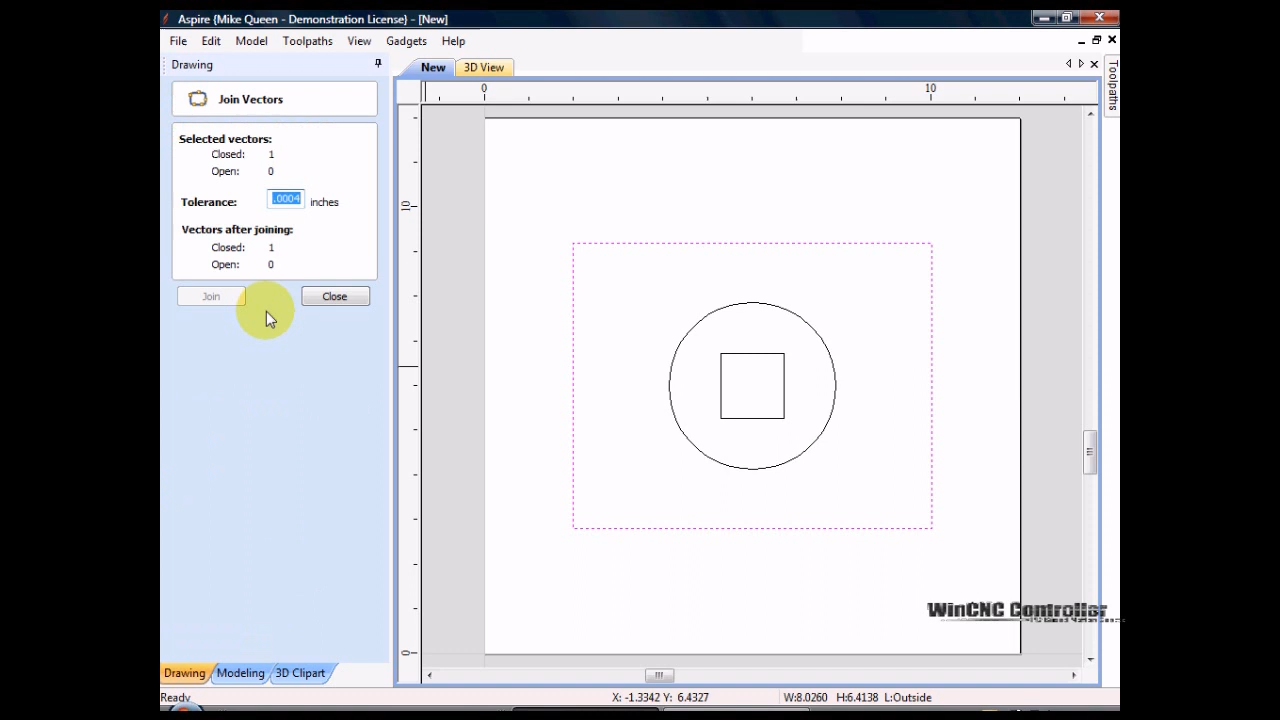 Aspire {Mike Queen - Demonstration License} - [New]
File Edit Model Toolpaths View Gadgets Help
Drawing
New 3D View
Toolpaths
Join Vectors
0 10
Selected vectors:
Closed: 1
Open: 0
Tolerance: .0004 inches
10
Vectors after joining:
Closed: 1
Open: 0
Join Close
WinCNC Controller
0
Drawing Modeling 3D Clipart
Ready X: -1.3342 Y: 6.4327 W:8.0260 H:6.4138 L:Outside